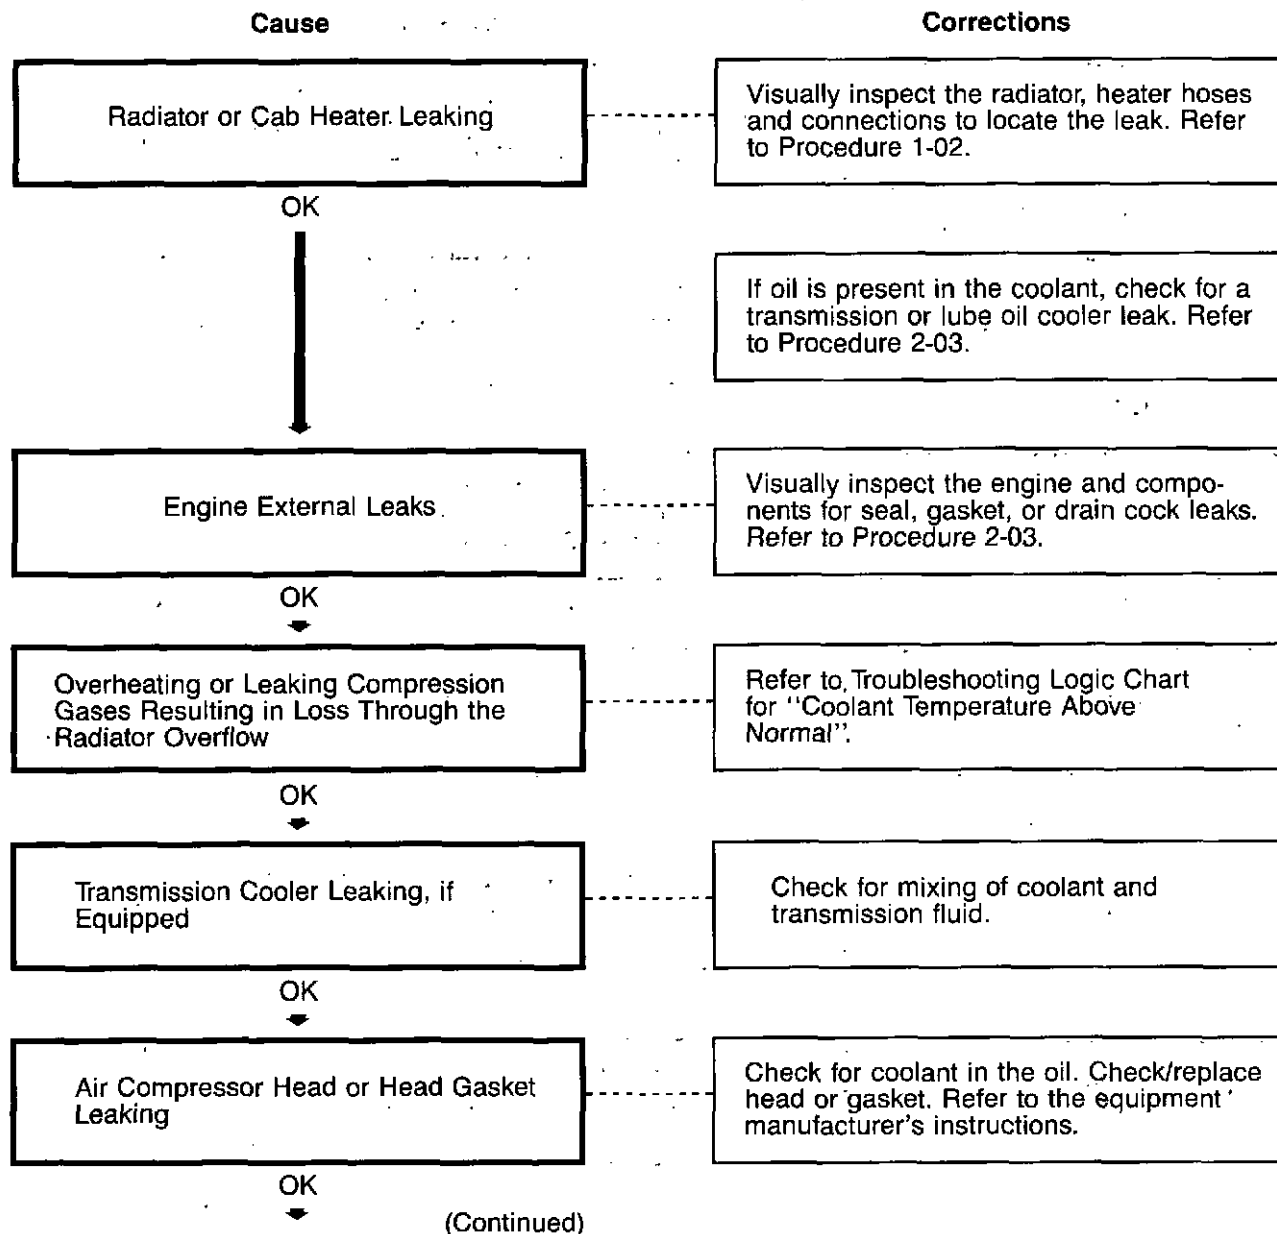 Cause
Corrections
Radiator or Cab Heater Leaking
Visually inspect the radiator, heater hoses
and connections to locate the leak. Refer
to Procedure 1-02.
OK
If oil is present in the coolant, check for a
transmission or lube oil cooler leak. Refer
to Procedure 2-03.
Engine External Leaks
Visually inspect the engine and compo-
nents for seal, gasket, or drain cock leaks.
Refer to Procedure 2-03.
OK
Overheating or Leaking Compression
Gases Resulting in Loss Through the
Radiator Overflow
Refer to Troubleshooting Logic Chart
for "Coolant Temperature Above
Normal".
OK
Transmission Cooler Leaking, if
Equipped
Check for mixing of coolant and
transmission fluid.
OK
Air Compressor Head or Head Gasket
Leaking
Check for coolant in the oil. Check/replace
head or gasket. Refer to the equipment
manufacturer's instructions.
OK
(Continued)